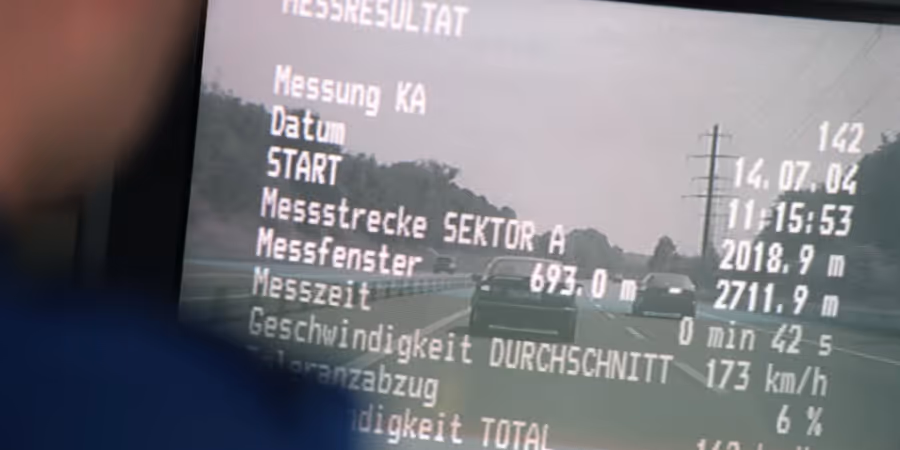 MESSRESULTAT
Messung KA 142
Datum 14.07.04
START 11:15:53
Messstrecke SEKTOR A 2018.9 m
Messfenster 693.0 m 2711.9 m
Messzeit 0 min 42 s
Geschwindigkeit DURCHSCHNITT 173 km/h
Toleranzabzug 6 %
ndigkeit TOTAL